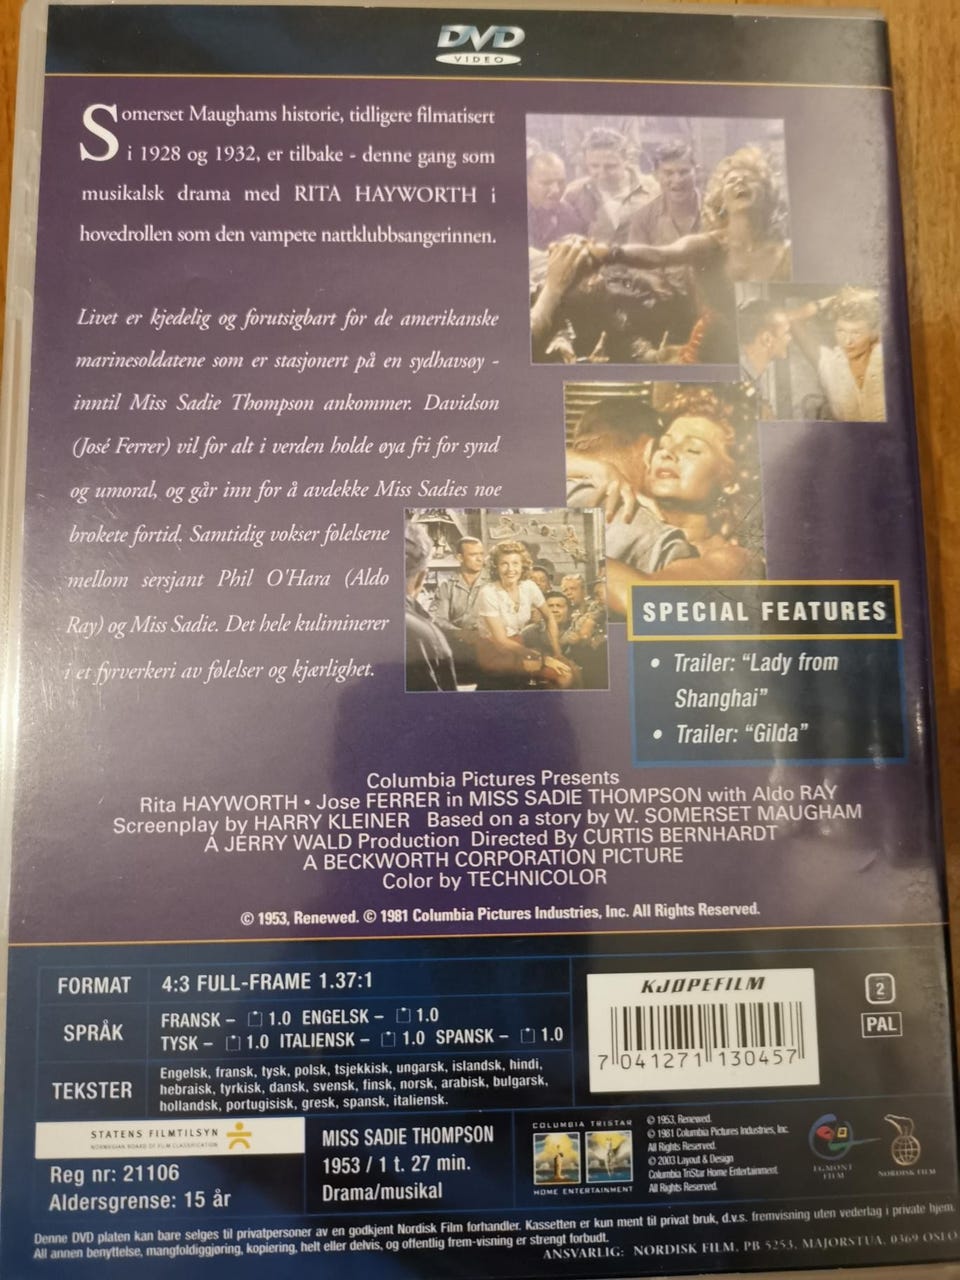 DVD
VIDEO
Somerset Maughams historie, tidligere filmatisert
i 1928 og 1932, er tilbake - denne gang som
musikalsk drama med RITA HAYWORTH i
hovedrollen som den vampete nattklubbsangerinnen.
Livet er kjedelig og forutsigbart for de amerikanske
marinesoldatene som er stasjonert på en sydhavsøy -
inntil Miss Sadie Thompson ankommer. Davidson
(José Ferrer) vil for alt i verden holde øya fri for synd
og umoral, og går inn for å avdekke Miss Sadies noe
brokete fortid. Samtidig vokser følelsene
mellom sersjant Phil O'Hara (Aldo
Ray) og Miss Sadie. Det hele kuliminerer
i et fyrverkeri av følelser og kjærlighet.
SPECIAL FEATURES
• Trailer: “Lady from
Shanghai”
• Trailer: “Gilda”
Columbia Pictures Presents
Rita HAYWORTH • Jose FERRER in MISS SADIE THOMPSON with Aldo RAY
Screenplay by HARRY KLEINER Based on a story by W. SOMERSET MAUGHAM
A JERRY WALD Production Directed By CURTIS BERNHARDT
A BECKWORTH CORPORATION PICTURE
Color by TECHNICOLOR
© 1953, Renewed. © 1981 Columbia Pictures Industries, Inc. All Rights Reserved.
FORMAT 4:3 FULL-FRAME 1.37:1
SPRÅK FRANSK - 1.0 ENGELSK - 1.0
TYSK - 1.0 ITALIENSK - 1.0 SPANSK - 1.0
TEKSTER Engelsk, fransk, tysk, polsk, tsjekkisk, ungarsk, islandsk, hindi,
hebraisk, tyrkisk, dansk, svensk, finsk, norsk, arabisk, bulgarsk,
hollandsk, portugisisk, gresk, spansk, italiensk.
KJØPEFILM
7 041271 130457
2
PAL
STATENS FILMTILSYN
NORWEGIAN BOARD OF FILM CLASSIFICATION
Reg nr: 21106
Aldersgrense: 15 år
MISS SADIE THOMPSON
1953 / 1 t. 27 min.
Drama/musikal
COLUMBIA TRISTAR
HOME ENTERTAINMENT
© 1953, Renewed.
© 1981 Columbia Pictures Industries, Inc.
All Rights Reserved.
© 2003 Layout & Design
Columbia TriStar Home Entertainment
All Rights Reserved.
EGMONT
FILM
NORDISK FILM
Denne DVD platen kan bare selges til privatpersoner av en godkjent Nordisk Film forhandler. Kassetten er kun ment til privat bruk, d.v.s. fremvisning uten vederlag i private hjem.
All annen benyttelse, mangfoldiggjøring, kopiering, helt eller delvis, og offentlig frem-visning er strengt forbudt.
ANSVARLIG: NORDISK FILM, PB 5253, MAJORSTUA, 0369 OSLO